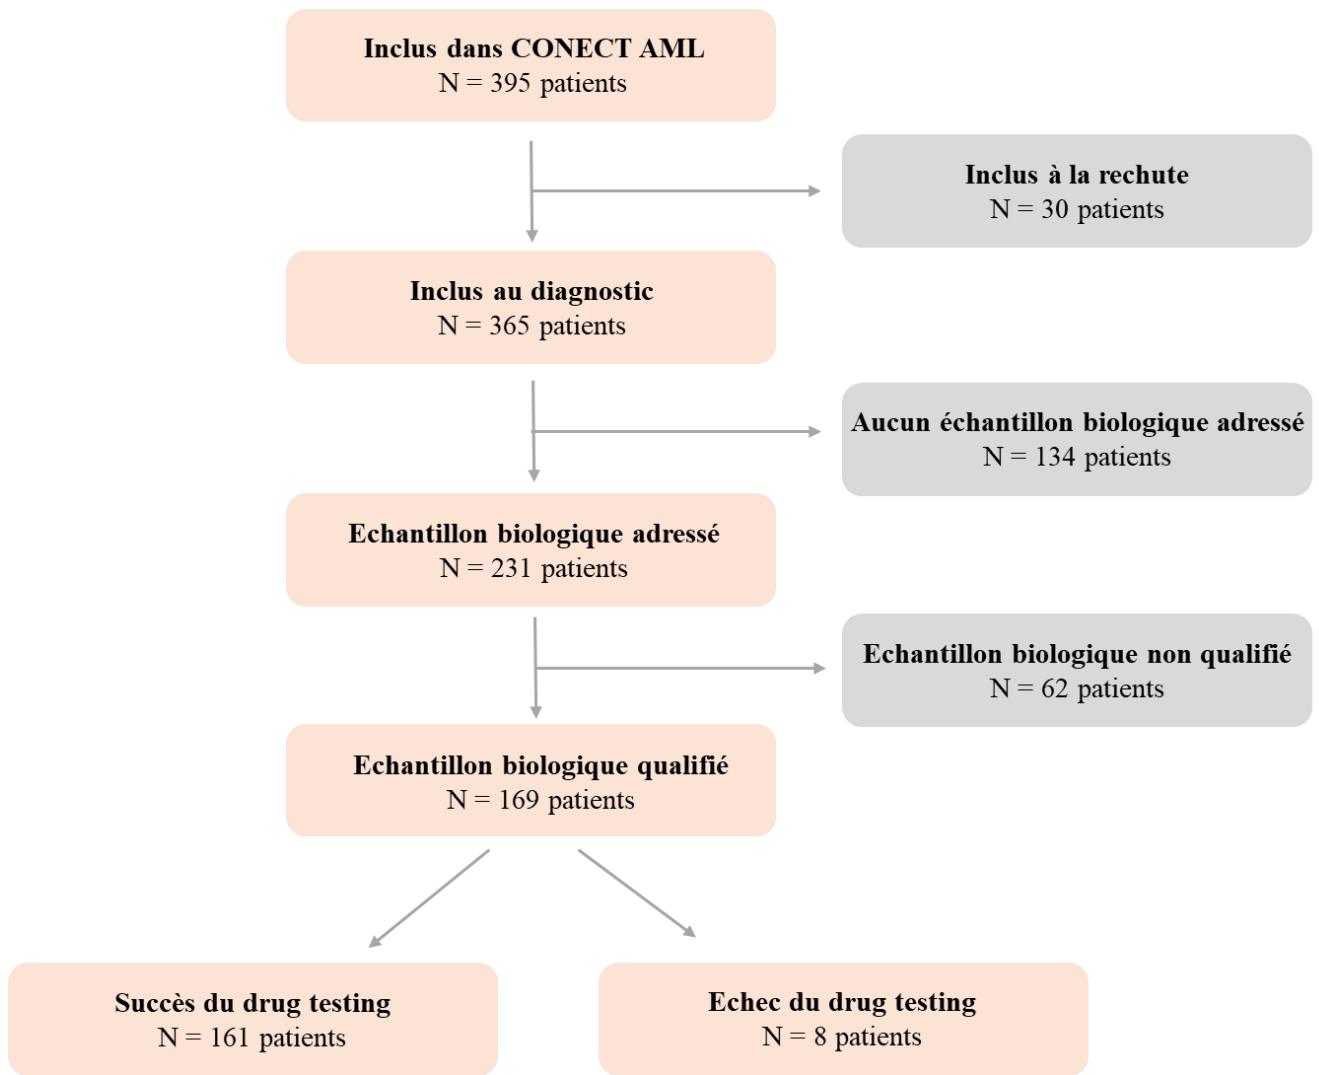 Inclus dans CONECT AML
N = 395 patients
Inclus à la rechute
N = 30 patients
Inclus au diagnostic
N = 365 patients
Aucun échantillon biologique adressé
N = 134 patients
Echantillon biologique adressé
N = 231 patients
Echantillon biologique non qualifié
N = 62 patients
Echantillon biologique qualifié
N = 169 patients
Succès du drug testing
N = 161 patients
Echec du drug testing
N = 8 patients